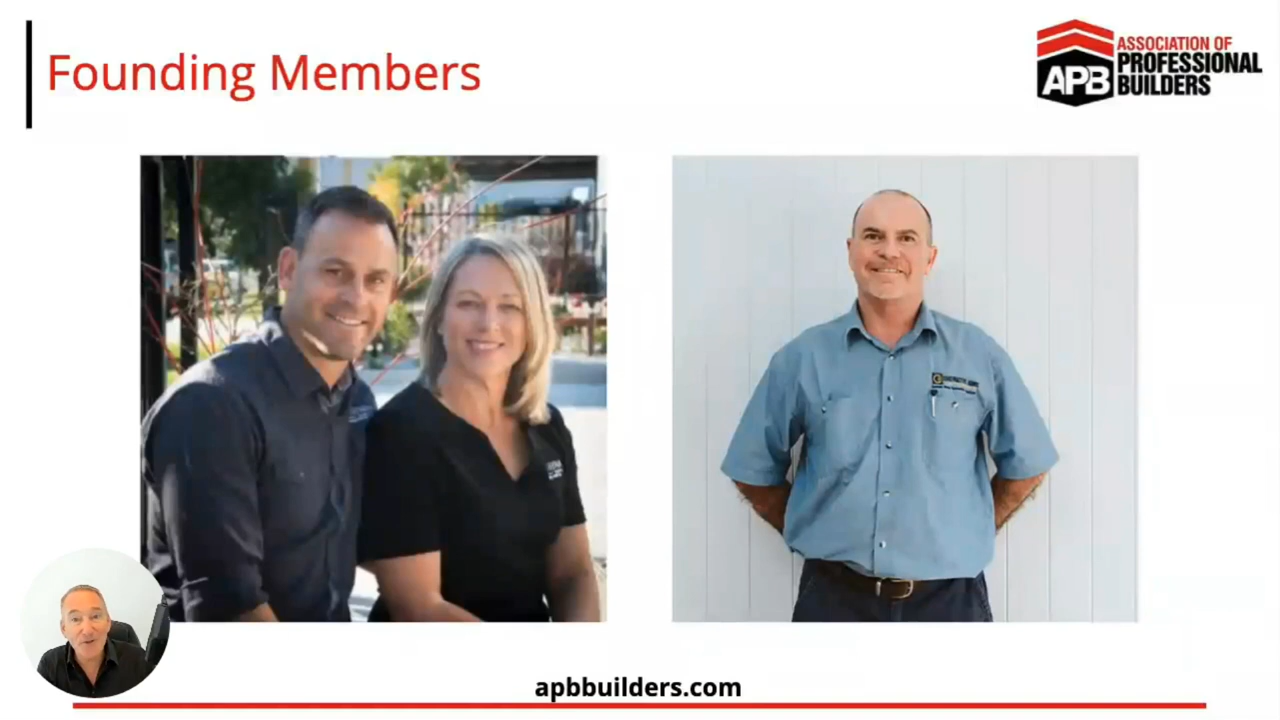 Founding Members
ASSOCIATION OF
PROFESSIONAL
BUILDERS
APB
apbbuilders.com